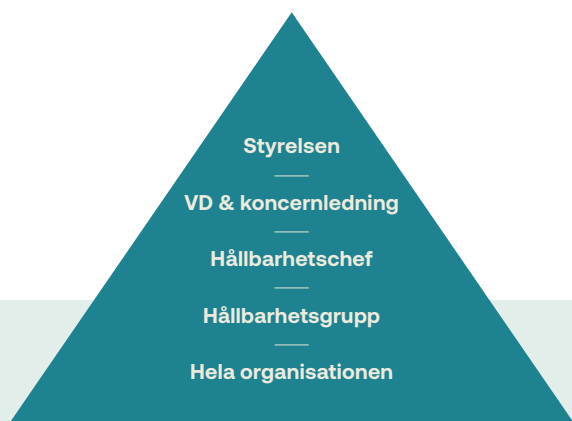 Styrelsen
VD & koncernledning
Hållbarhetschef
Hållbarhetsgrupp
Hela organisationen